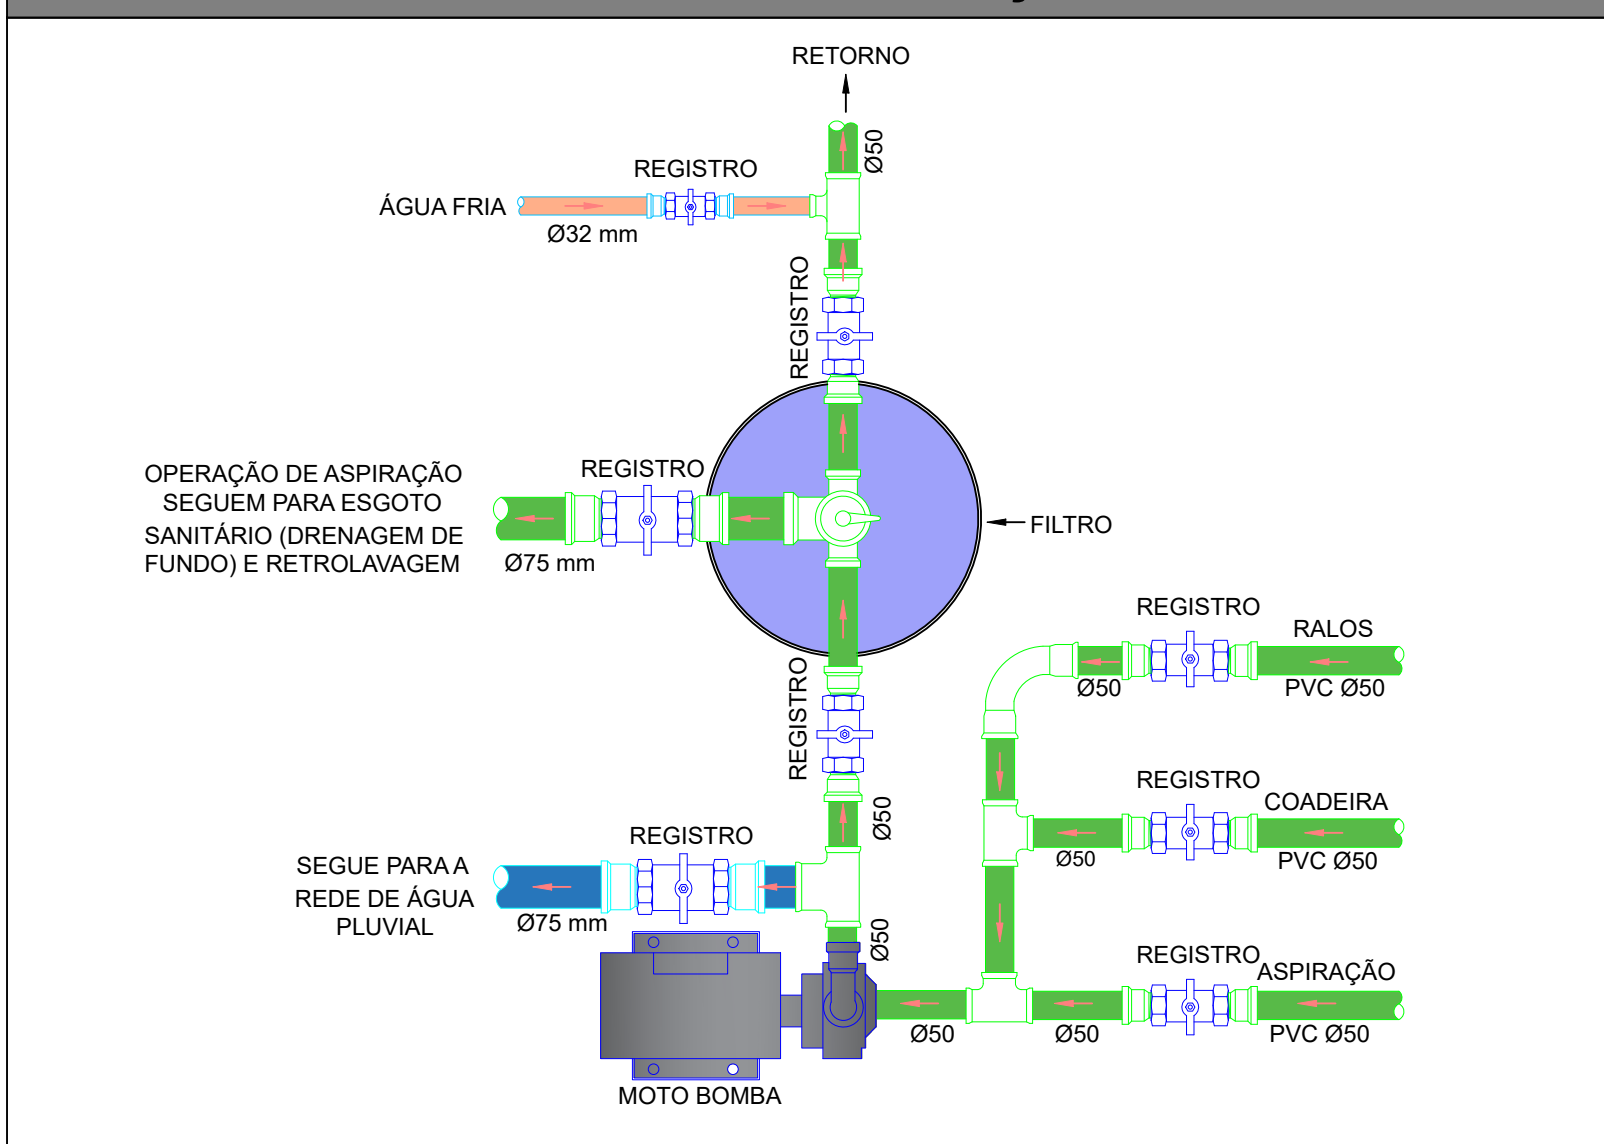 RETORNO
Ø50
REGISTRO
ÁGUA FRIA
Ø32 mm
REGISTRO
OPERAÇÃO DE ASPIRAÇÃO
SEGUEM PARA ESGOTO
SANITÁRIO (DRENAGEM DE
FUNDO) E RETROLAVAGEM
REGISTRO
Ø75 mm
FILTRO
REGISTRO
RALOS
Ø50
PVC Ø50
REGISTRO
REGISTRO
COADEIRA
Ø50
PVC Ø50
Ø50
REGISTRO
SEGUE PARA A
REDE DE ÁGUA
PLUVIAL
Ø75 mm
Ø50
REGISTRO
ASPIRAÇÃO
Ø50
Ø50
PVC Ø50
MOTO BOMBA